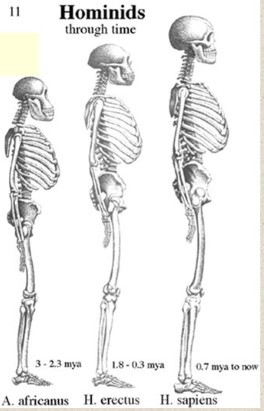 11
Hominids
through time
3 - 2.3 mya
1.8 - 0.3 mya
0.7 mya to now
A. africanus
H. erectus
H. sapiens